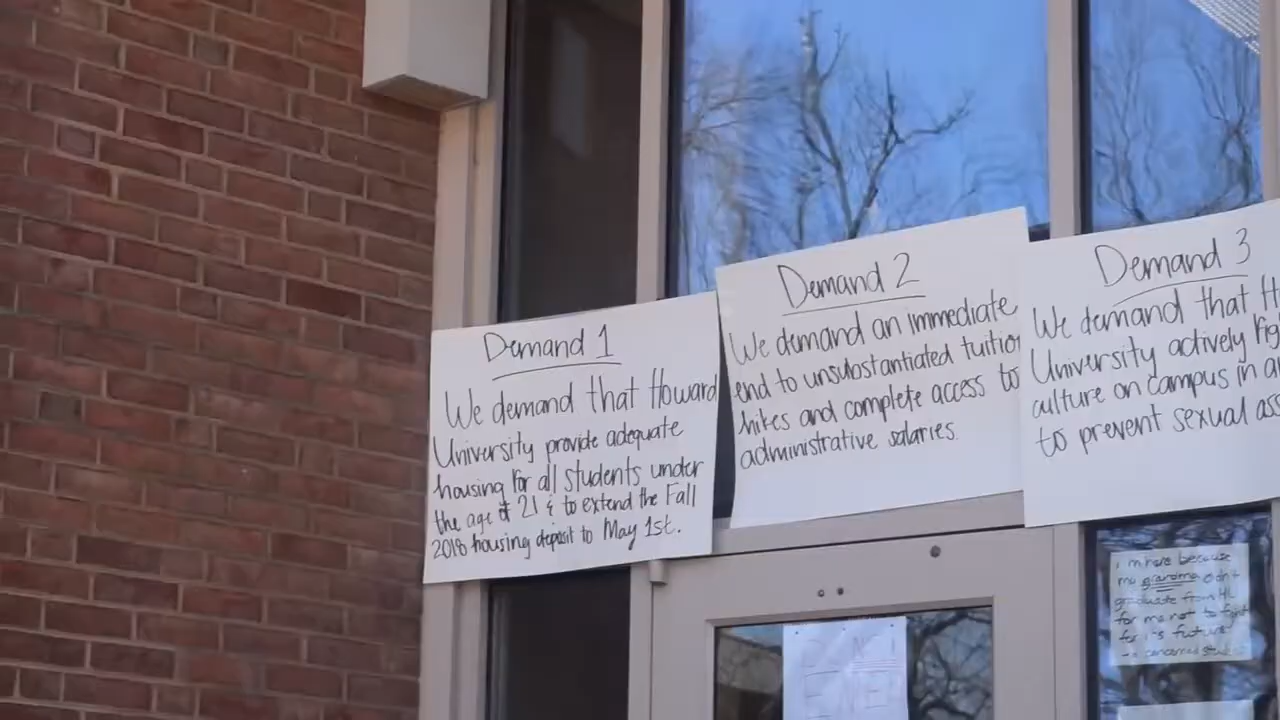 Demand 1
We demand that Howard
University provide adequate
housing for all students under
the age of 21 & to extend the Fall
2018 housing deposit to May 1st.
Demand 2
We demand an immediate
end to unsubstantiated tuition
hikes and complete access to
administrative salaries.
Demand 3
We demand that H
University actively fig
culture on campus in a
to prevent sexual ass
i'm here because
my grandma didn't
graduate from HU
for me not to fight
for it's future
- a concerned student